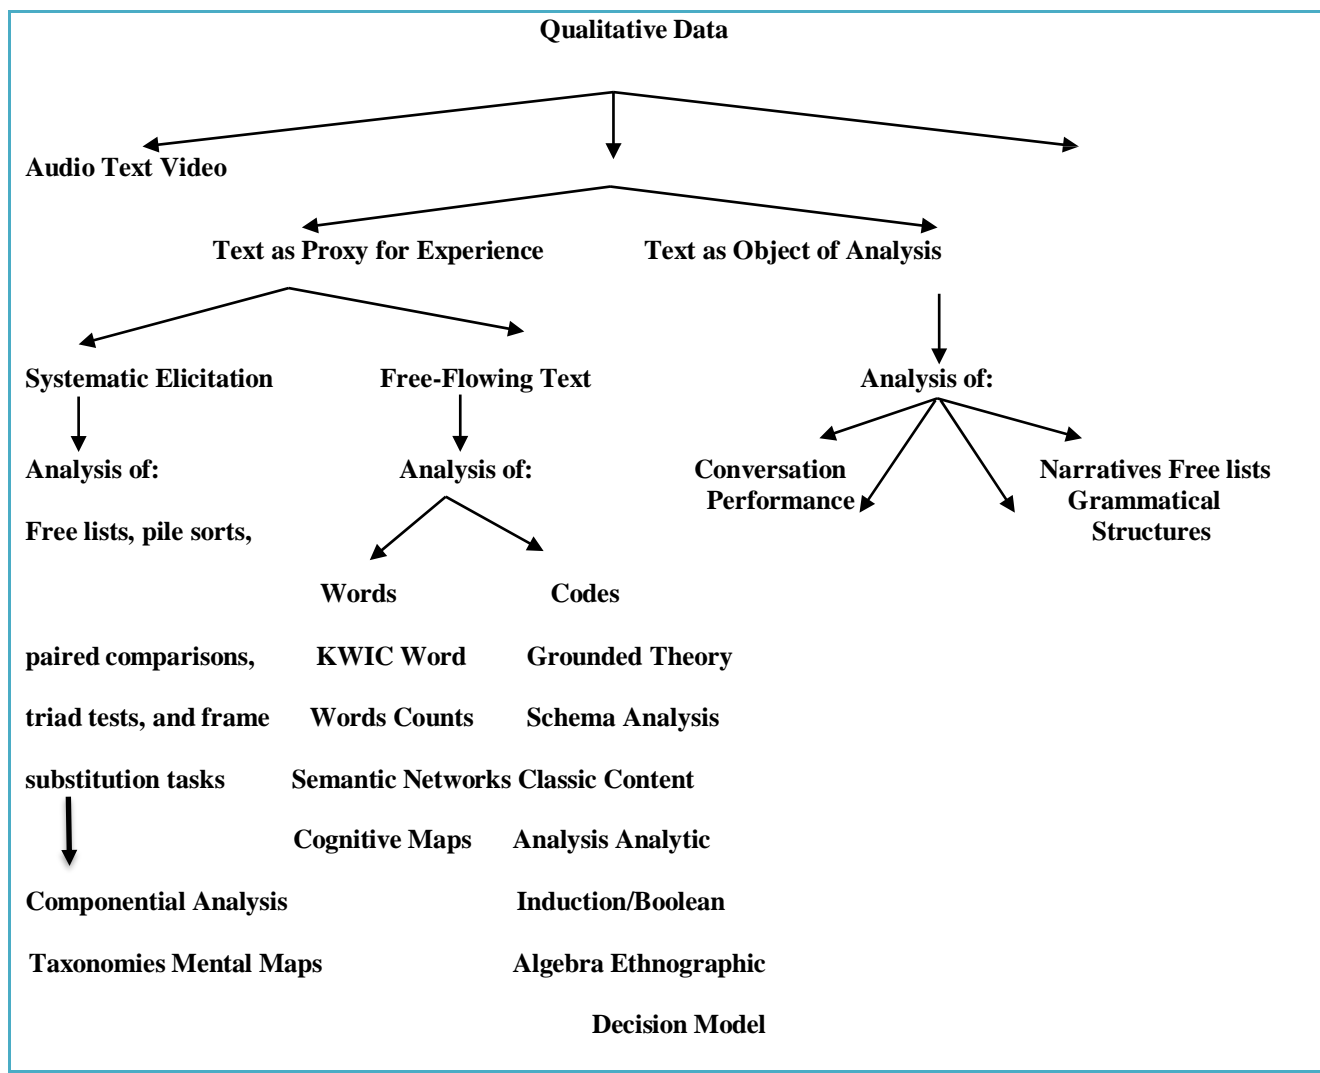 Qualitative Data
Audio Text Video
Text as Proxy for Experience Text as Object of Analysis
Systematic Elicitation Free-Flowing Text Analysis of:
Analysis of: Analysis of: Conversation Narratives Free lists
Performance Grammatical
Free lists, pile sorts, Structures
Words Codes
paired comparisons, KWIC Word Grounded Theory
triad tests, and frame Words Counts Schema Analysis
substitution tasks Semantic Networks Classic Content
Cognitive Maps Analysis Analytic
Componential Analysis Induction/Boolean
Taxonomies Mental Maps Algebra Ethnographic
Decision Model